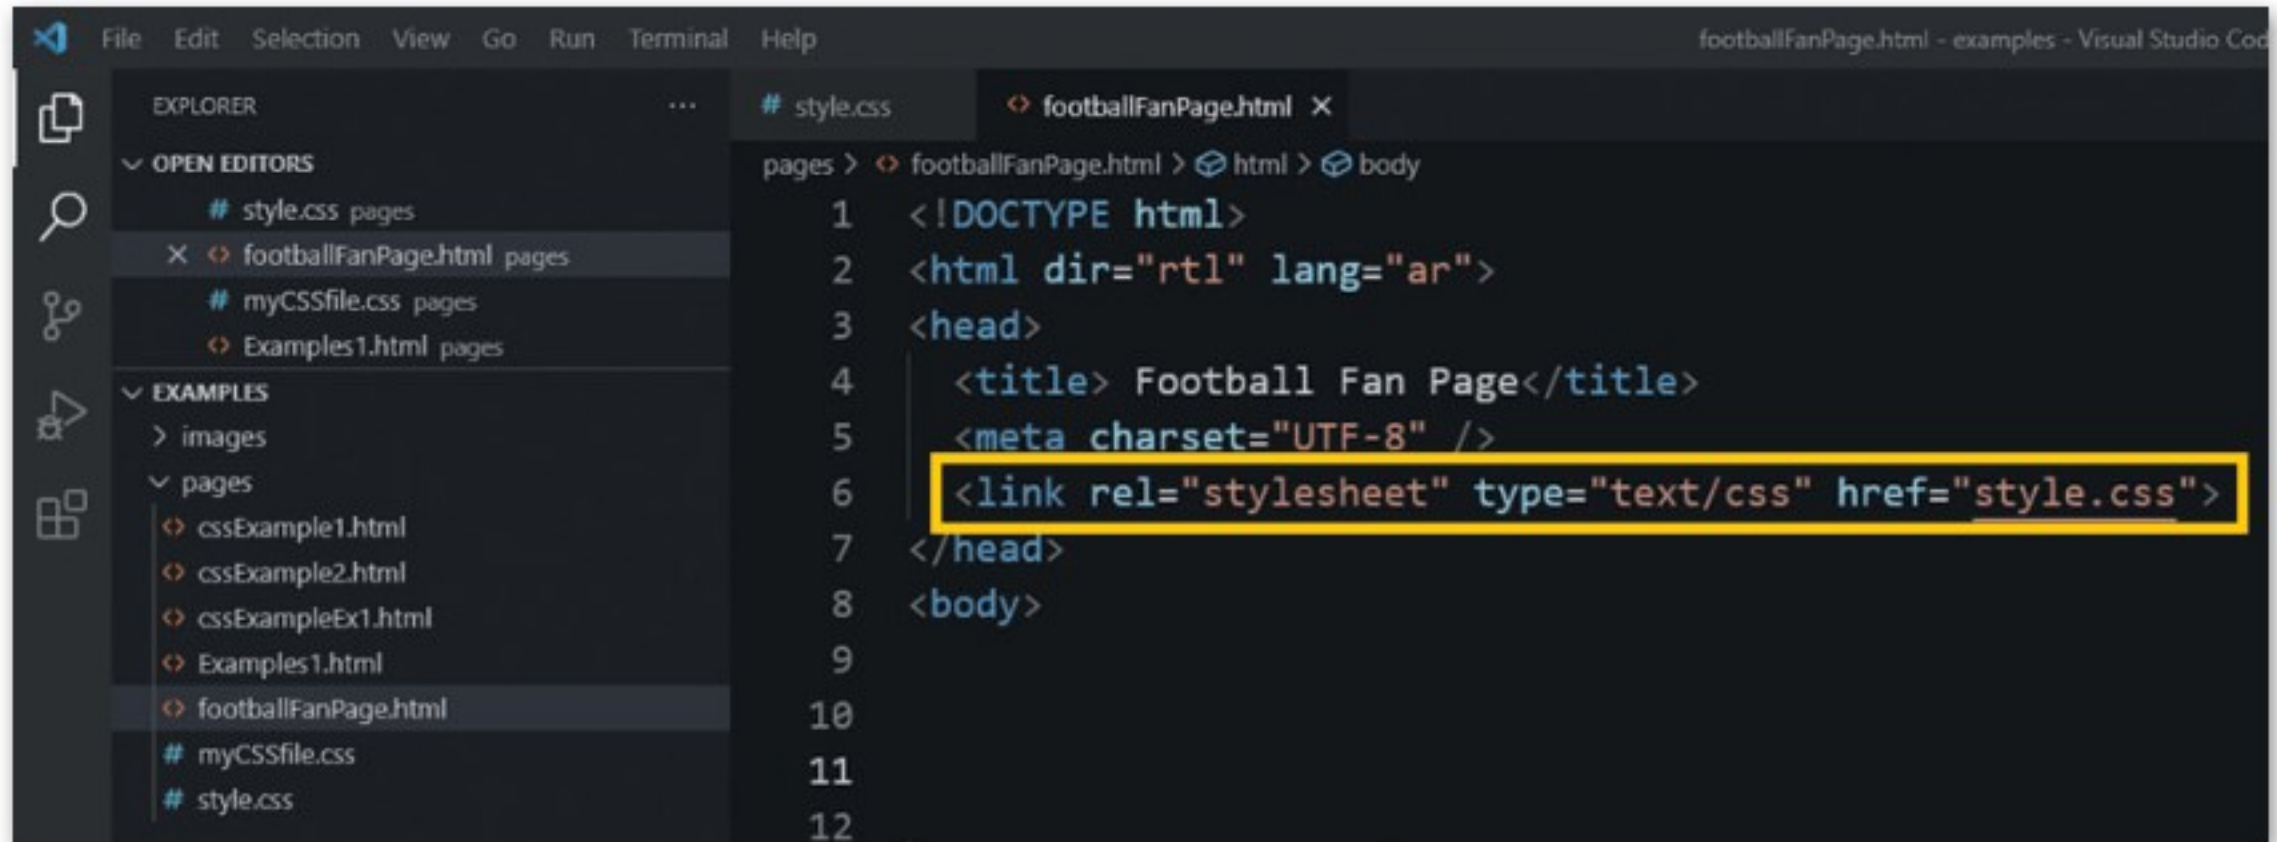 File Edit Selection View Go Run Terminal Help footballFanPage.html - examples - Visual Studio Cod
EXPLORER ...
OPEN EDITORS
# style.css pages
footballFanPage.html pages
# myCSSfile.css pages
Examples1.html pages
EXAMPLES
images
pages
cssExample1.html
cssExample2.html
cssExampleEx1.html
Examples1.html
footballFanPage.html
# myCSSfile.css
# style.css
# style.css footballFanPage.html
pages > footballFanPage.html > html > body
1 <!DOCTYPE html>
2 <html dir="rtl" lang="ar">
3 <head>
4 <title> Football Fan Page</title>
5 <meta charset="UTF-8" />
6 <link rel="stylesheet" type="text/css" href="style.css">
7 </head>
8 <body>
9
10
11
12